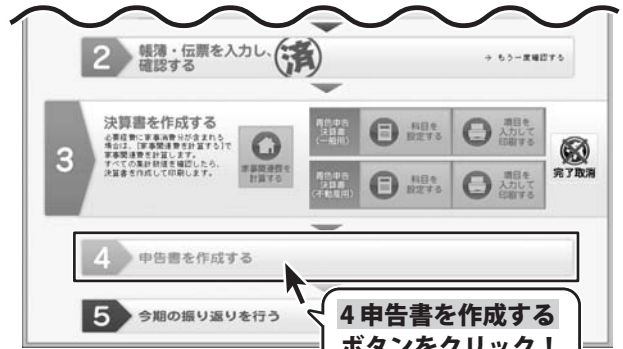 2 帳簿・伝票を入力し、
確認する
済
→ もう一度確認する
3 決算書を作成する
必要経費に家事消費分が含まれる
場合は、[家事関連費を計算する]で
家事関連費を計算します。
すべての集計数値を確認したら、
決算書を作成して印刷します。
家事関連費を
計算する
青色申告
決算書
(一般用)
科目を
設定する
項目を
入力して
印刷する
青色申告
決算書
(不動産用)
科目を
設定する
項目を
入力して
印刷する
完了取消
4 申告書を作成する
5 今期の振り返りを行う
4 申告書を作成する
ボタンをクリック!